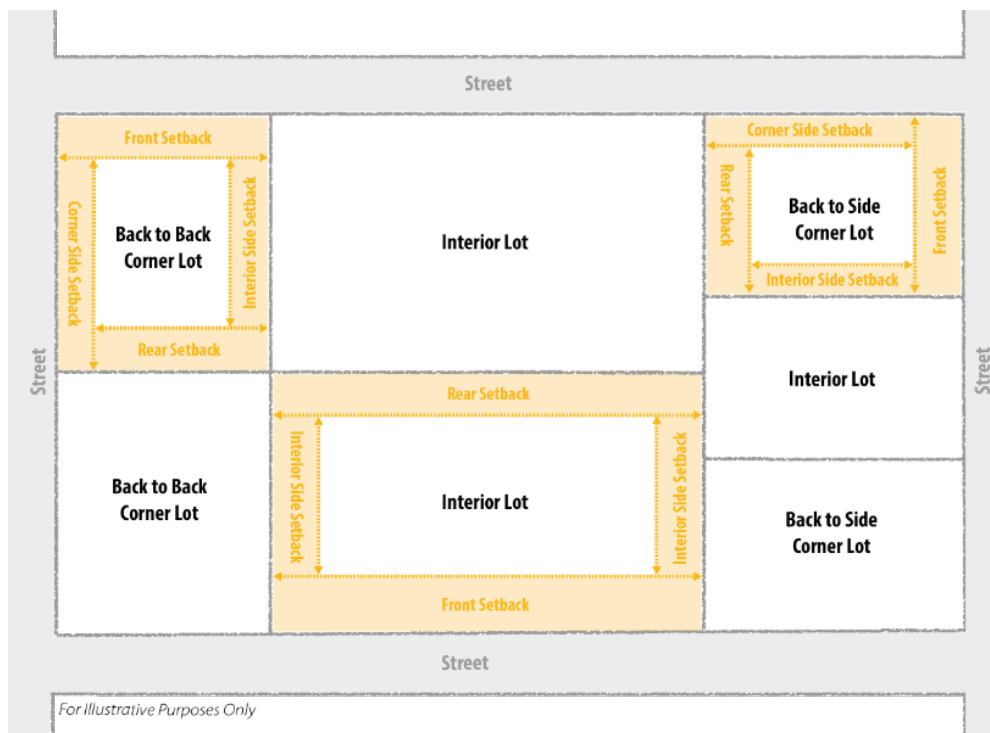 Street
Front Setback
Corner Side Setback
Back to Back
Corner Lot
Interior Side Setback
Rear Setback
Interior Lot
Corner Side Setback
Rear Setback
Back to Side
Corner Lot
Front Setback
Interior Side Setback
Street
Interior Lot
Street
Back to Back
Corner Lot
Rear Setback
Interior Side Setback
Interior Lot
Interior Side Setback
Front Setback
Back to Side
Corner Lot
Street
For Illustrative Purposes Only